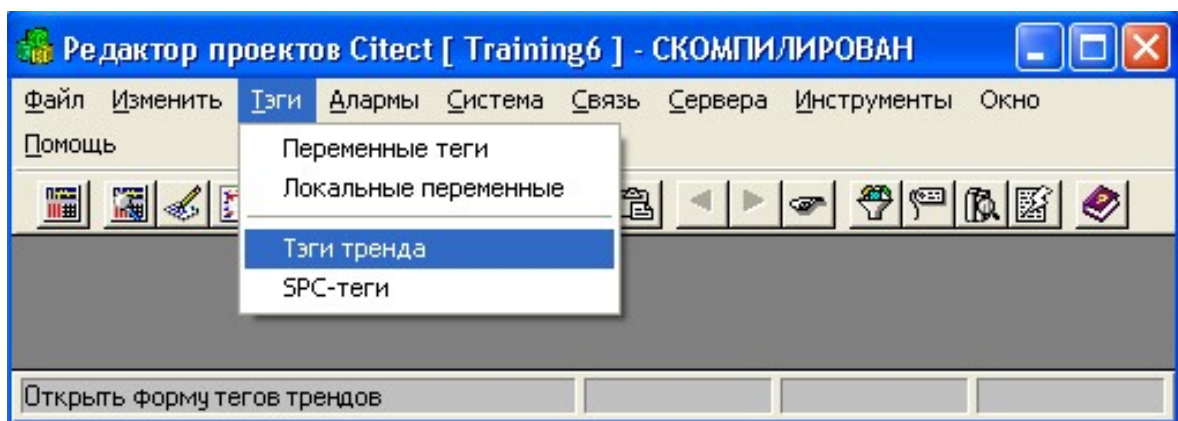 Редактор проектов Citect [ Training6 ] - СКОМПИЛИРОВАН
Файл Изменить Тэги Алармы Система Связь Сервера Инструменты Окно
Помощь
Переменные теги
Локальные переменные
Тэги тренда
SPC-теги
Открыть форму тегов трендов